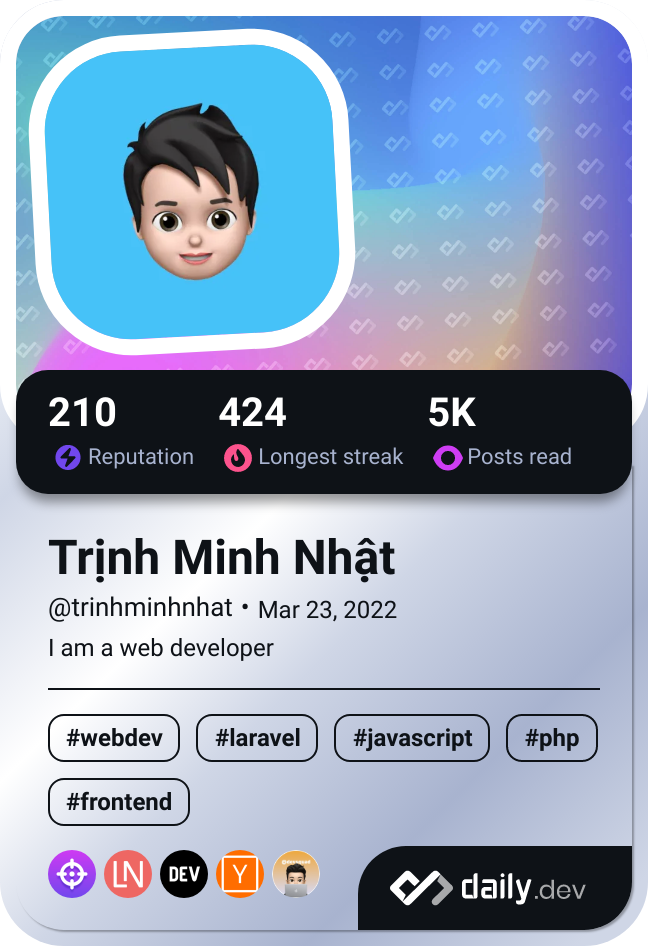 210 424 5K
Reputation Longest streak Posts read
Trịnh Minh Nhật
@trinhminhnhat • Mar 23, 2022
I am a web developer
#webdev #laravel #javascript #php
#frontend
LN DEV Y
daily.dev